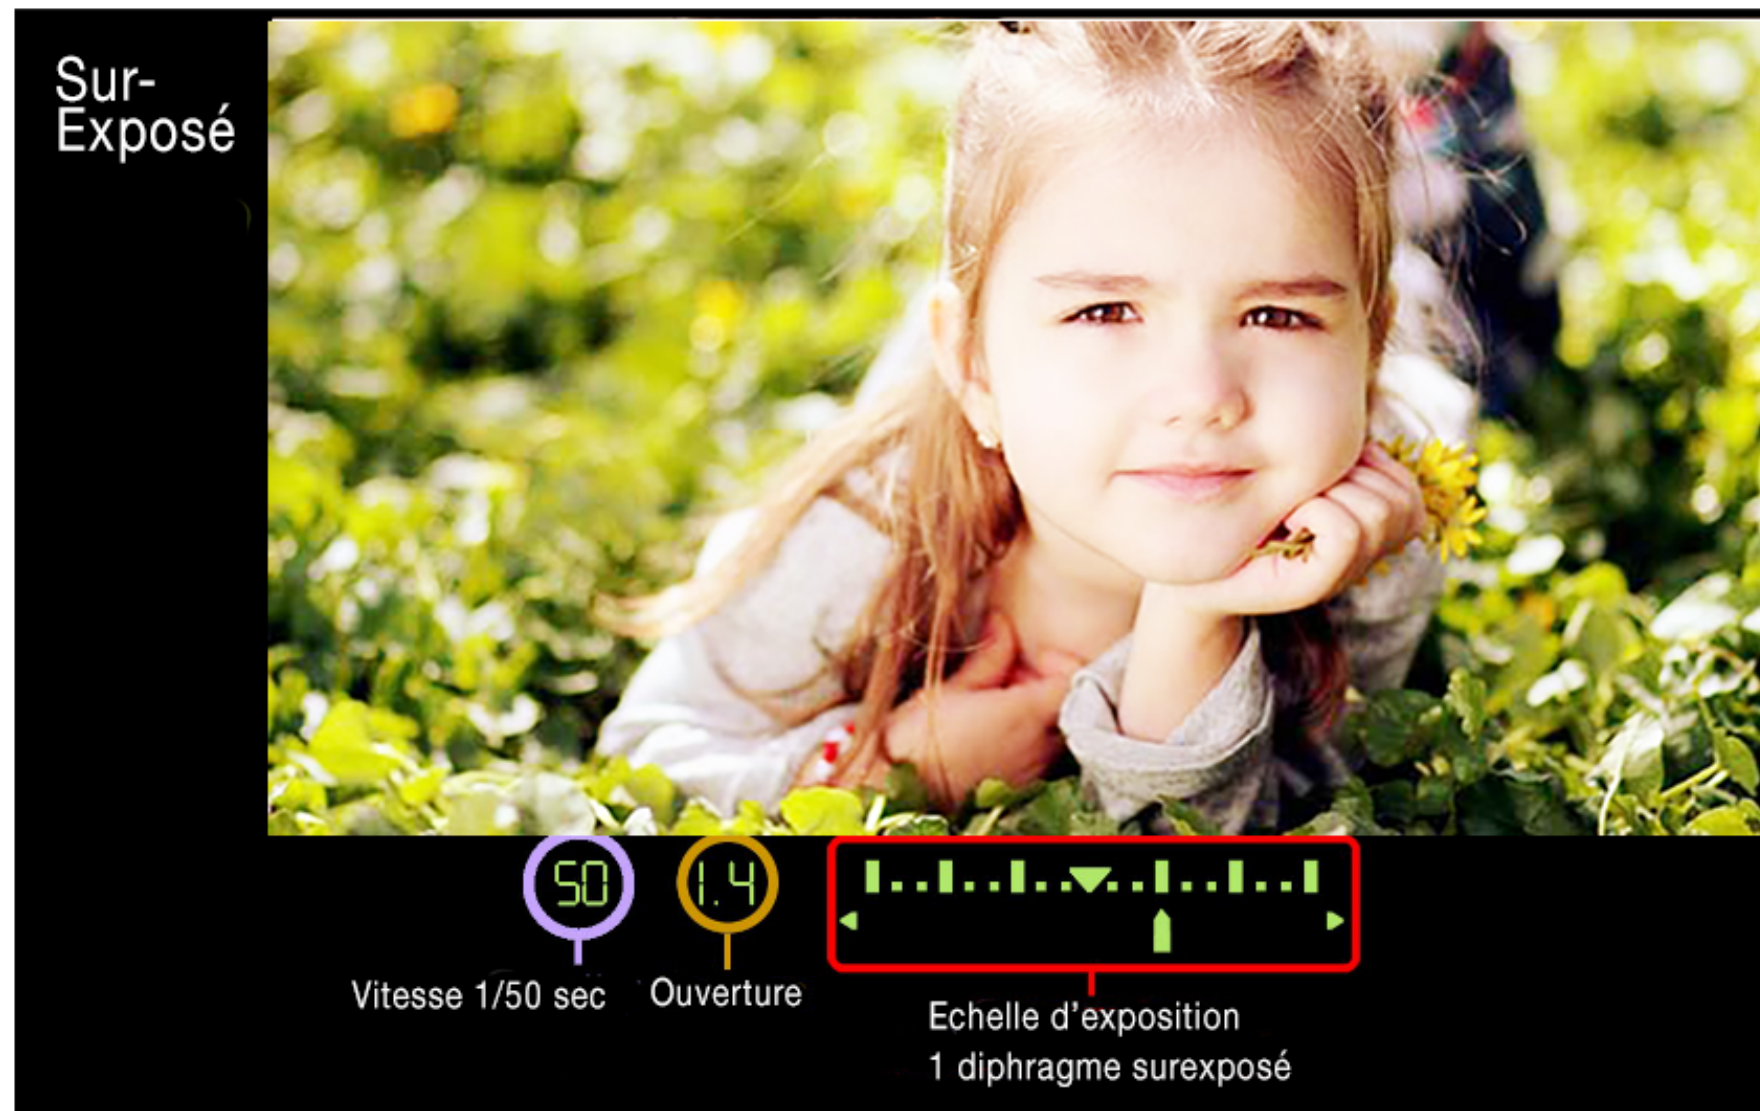 Sur-
Exposé
50
1.4
Vitesse 1/50 sec
Ouverture
Echelle d'exposition
1 diphragme surexposé